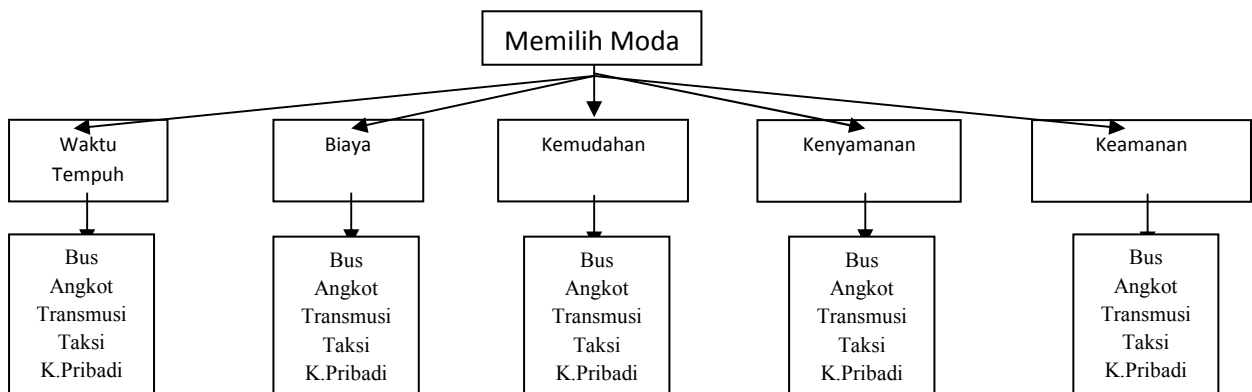 Memilih Moda
Waktu
Tempuh
Biaya
Kemudahan
Kenyamanan
Keamanan
Bus
Angkot
Transmusi
Taksi
K.Pribadi
Bus
Angkot
Transmusi
Taksi
K.Pribadi
Bus
Angkot
Transmusi
Taksi
K.Pribadi
Bus
Angkot
Transmusi
Taksi
K.Pribadi
Bus
Angkot
Transmusi
Taksi
K.Pribadi